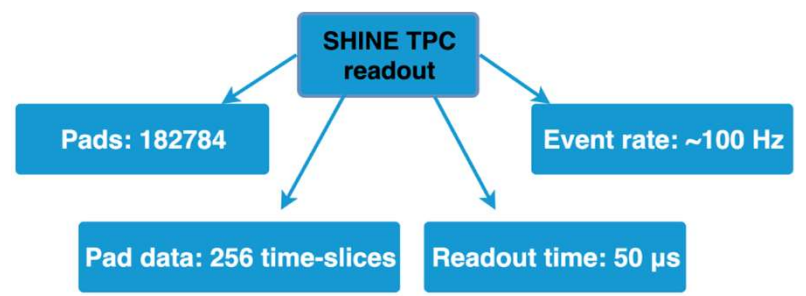 SHINE TPC
readout
Pads: 182784
Event rate: ~100 Hz
Pad data: 256 time-slices
Readout time: 50 μs